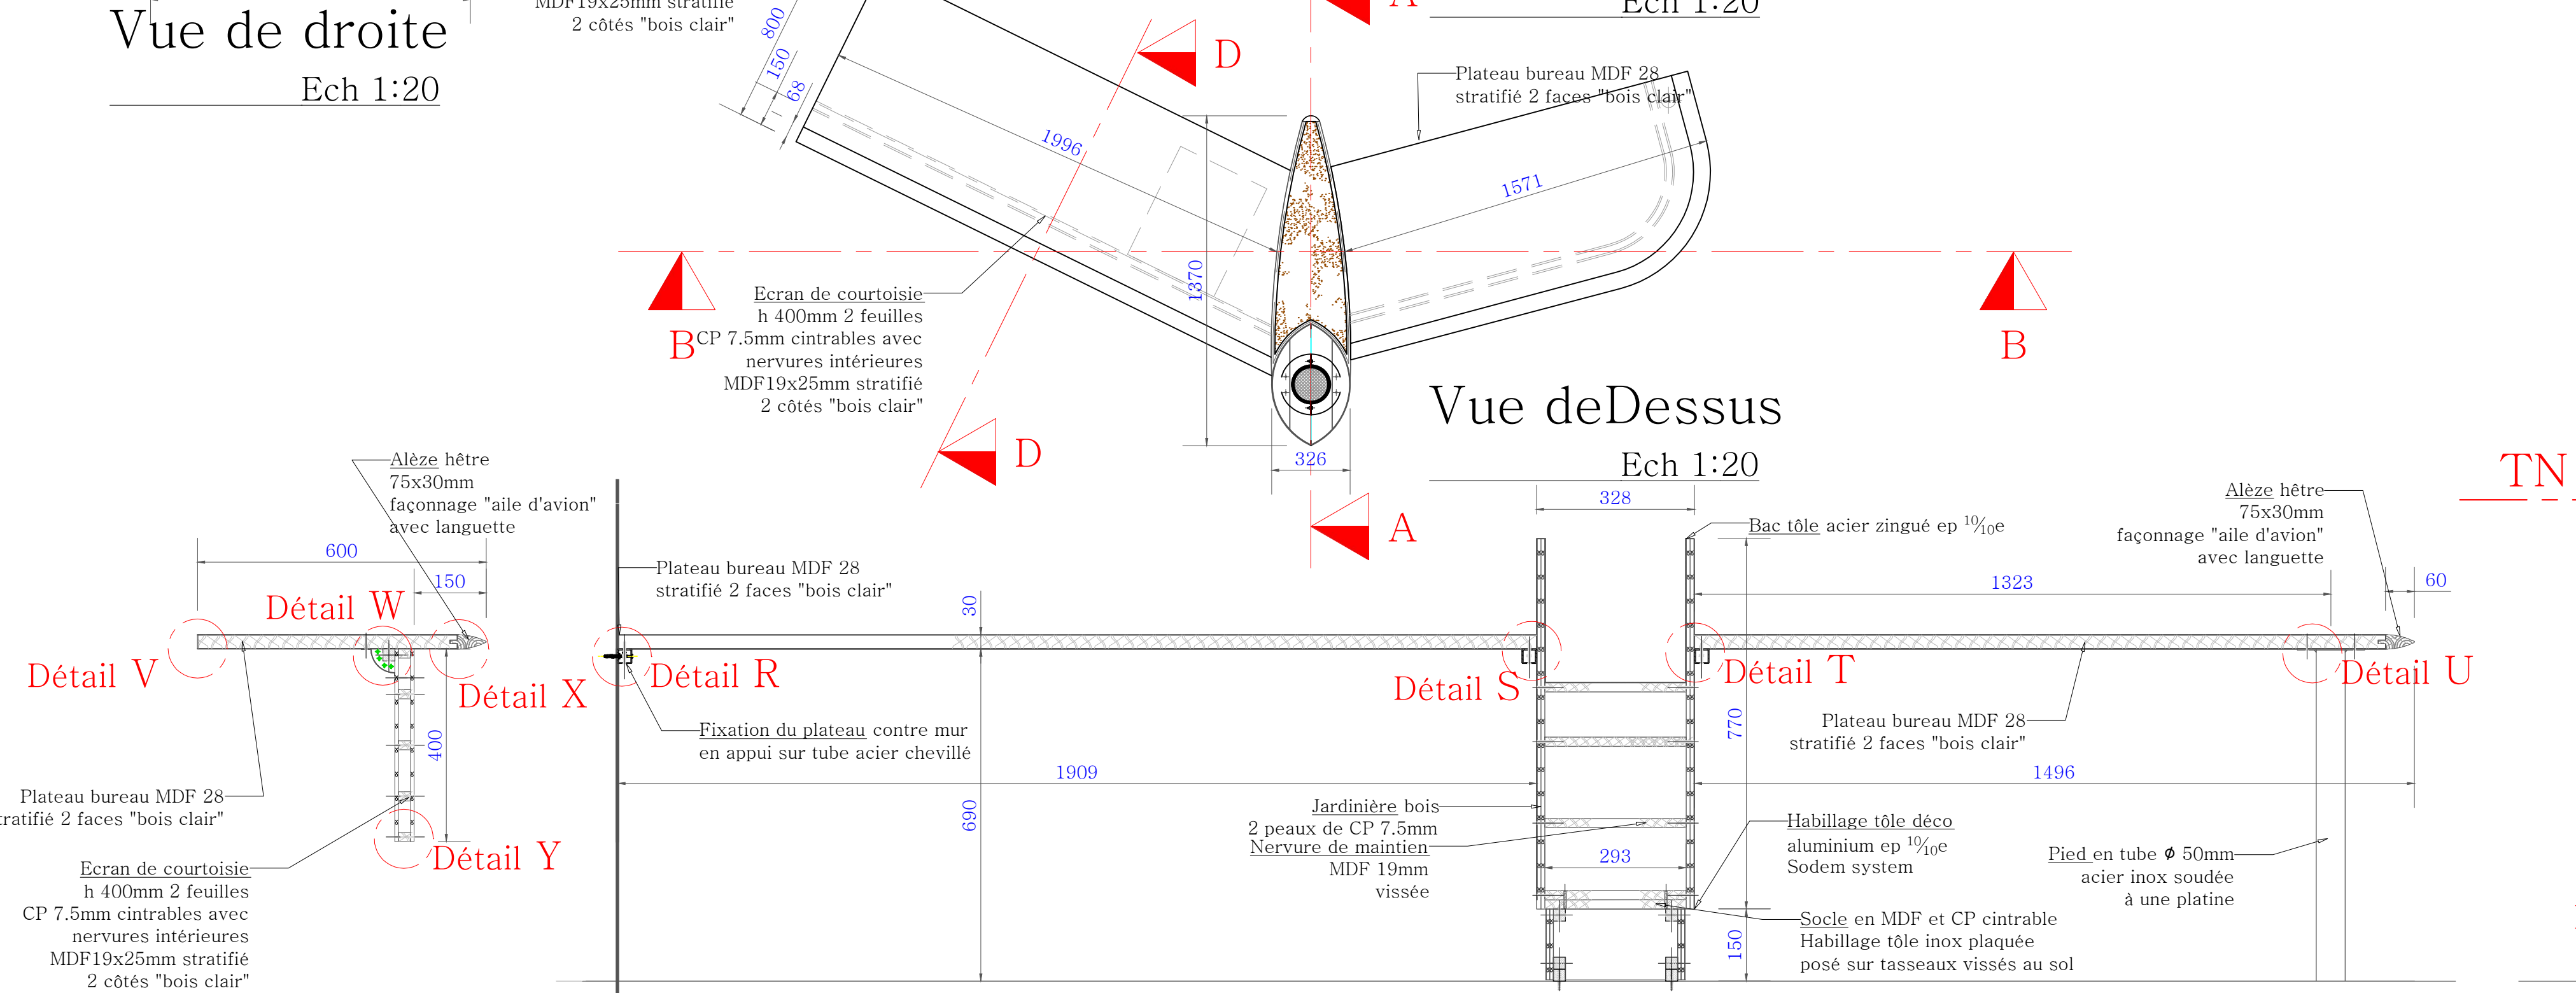 Vue de droite
Ech 1:20
MDF19x25mm stratifié
2 côtés "bois clair"
800
150
68
D
A
Ech 1:20
Plateau bureau MDF 28
stratifié 2 faces "bois clair"
1996
1571
1370
B
B
Ecran de courtoisie
h 400mm 2 feuilles
CP 7.5mm cintrables avec
nervures intérieures
MDF19x25mm stratifié
2 côtés "bois clair"
D
326
A
Vue deDessus
Ech 1:20
TN
Alèze hêtre
75x30mm
façonnage "aile d'avion"
avec languette
600
150
Détail W
Détail V
Détail X
400
Plateau bureau MDF 28
stratifié 2 faces "bois clair"
Détail Y
Ecran de courtoisie
h 400mm 2 feuilles
CP 7.5mm cintrables avec
nervures intérieures
MDF19x25mm stratifié
2 côtés "bois clair"
Plateau bureau MDF 28
stratifié 2 faces "bois clair"
30
Détail R
Fixation du plateau contre mur
en appui sur tube acier chevillé
1909
690
328
Bac tôle acier zingué ep 10/10e
Détail S
Détail T
770
Jardinière bois
2 peaux de CP 7.5mm
Nervure de maintien
MDF 19mm
vissée
293
150
Habillage tôle déco
aluminium ep 10/10e
Sodem system
Socle en MDF et CP cintrable
Habillage tôle inox plaquée
posé sur tasseaux vissés au sol
Alèze hêtre
75x30mm
façonnage "aile d'avion"
avec languette
1323
60
Détail U
Plateau bureau MDF 28
stratifié 2 faces "bois clair"
1496
Pied en tube ϕ 50mm
acier inox soudée
à une platine